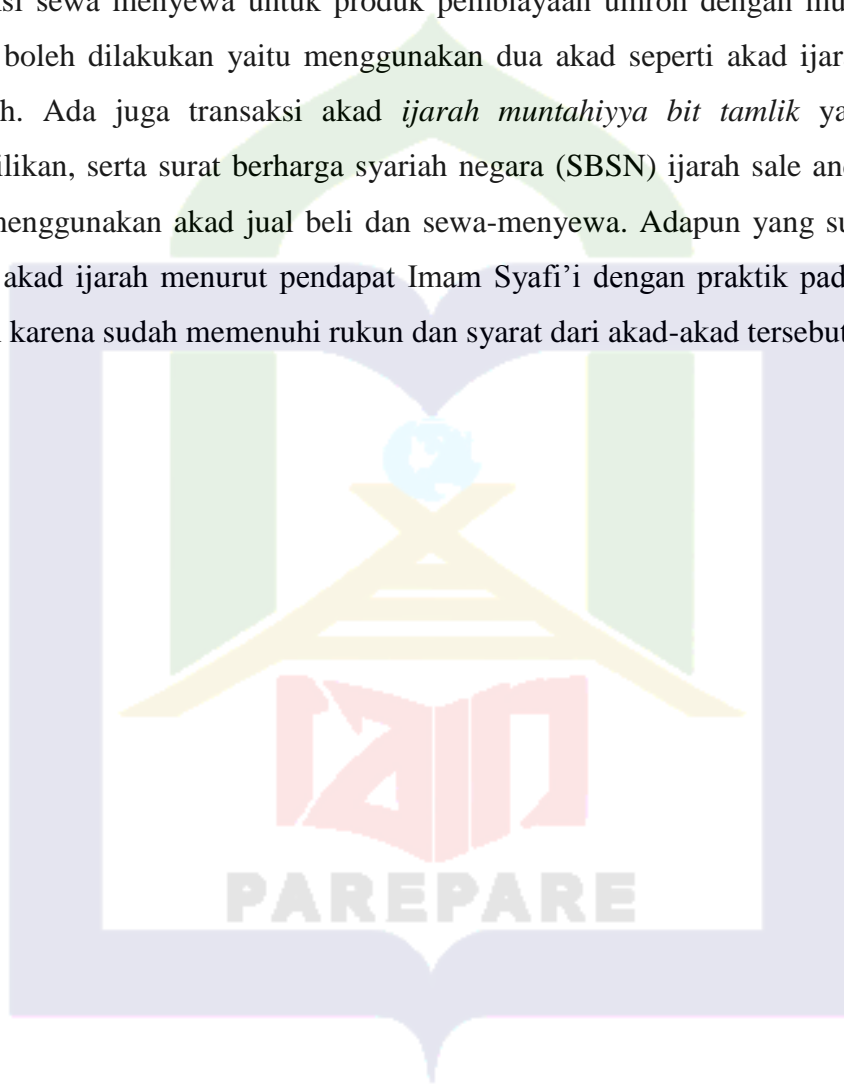 si sewa menyewa untuk produk pembiayaan umroh dengan mu
boleh dilakukan yaitu menggunakan dua akad seperti akad ijar
h. Ada juga transaksi akad ijarah muntahiyya bit tamlik ya
ilikan, serta surat berharga syariah negara (SBSN) ijarah sale an
menggunakan akad jual beli dan sewa-menyewa. Adapun yang su
akad ijarah menurut pendapat Imam Syafi’i dengan praktik pad
karena sudah memenuhi rukun dan syarat dari akad-akad tersebut
iain
PAREPARE